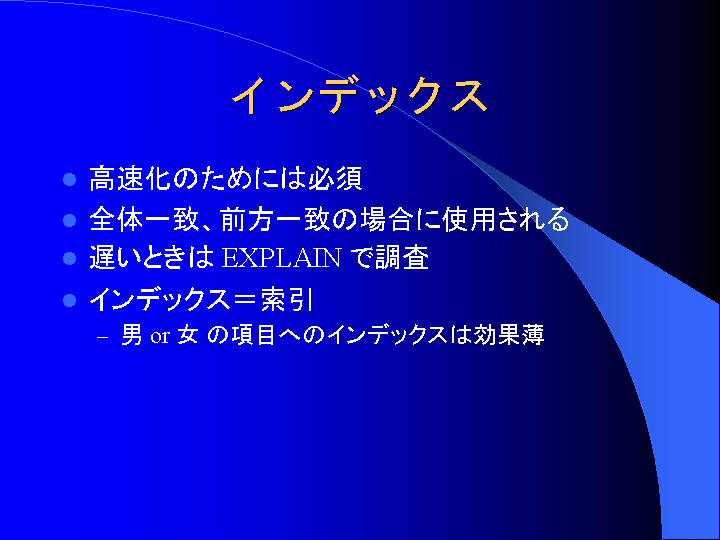 インデックス
高速化のためには必須
全体一致、前方一致の場合に使用される
遅いときは EXPLAIN で調査
インデックス＝索引
– 男 or 女 の項目へのインデックスは効果薄